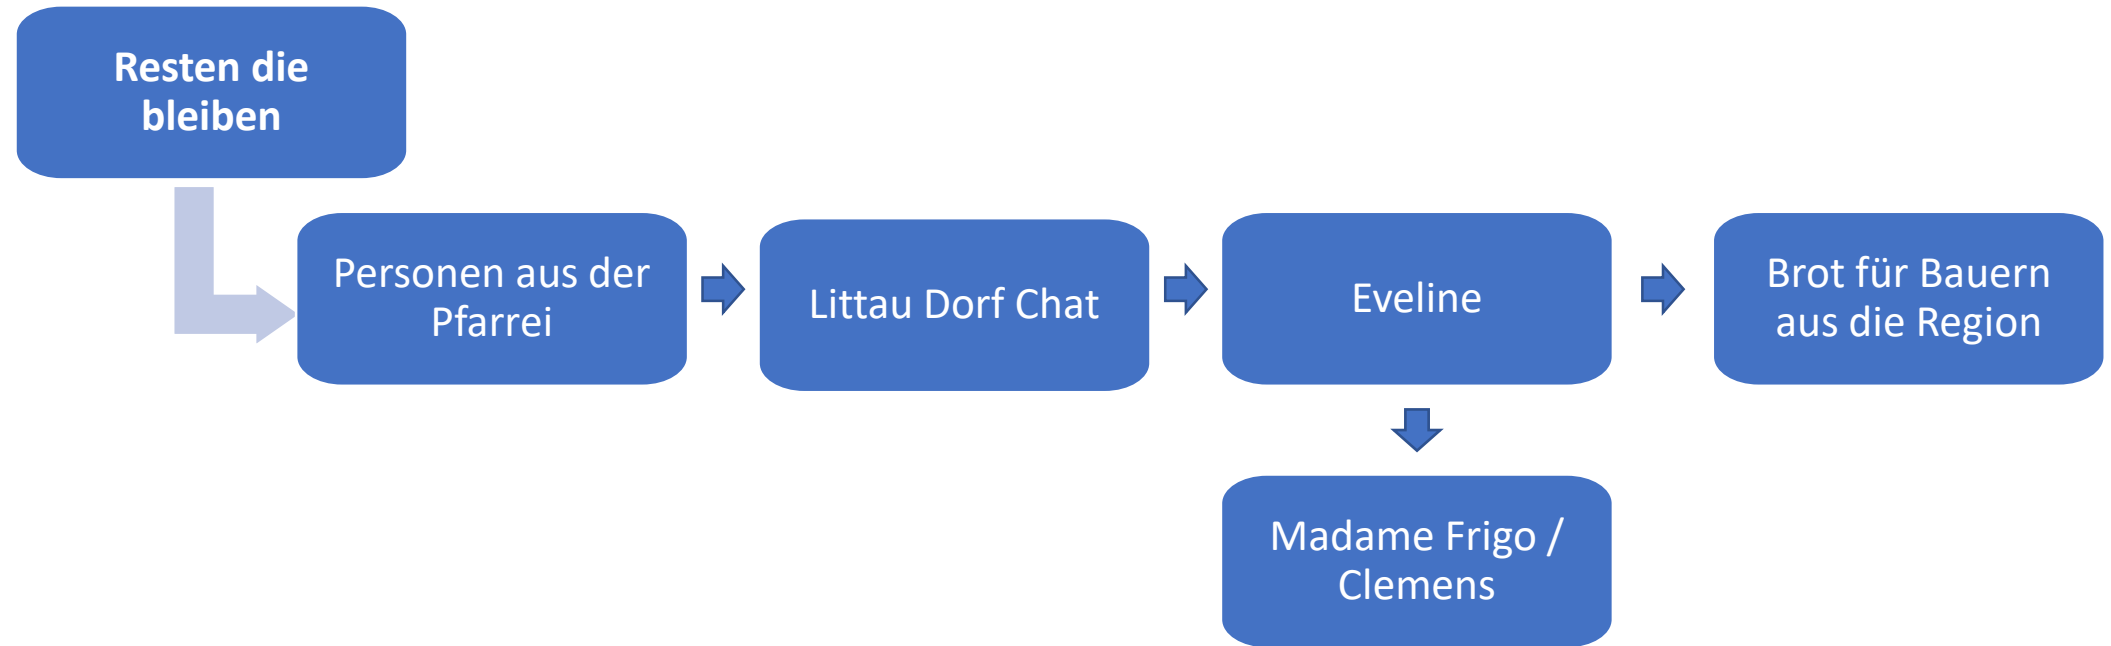 Resten die
bleiben
Personen aus der
Pfarrei
Littau Dorf Chat
Eveline
Brot für Bauern
aus die Region
Madame Frigo /
Clemens